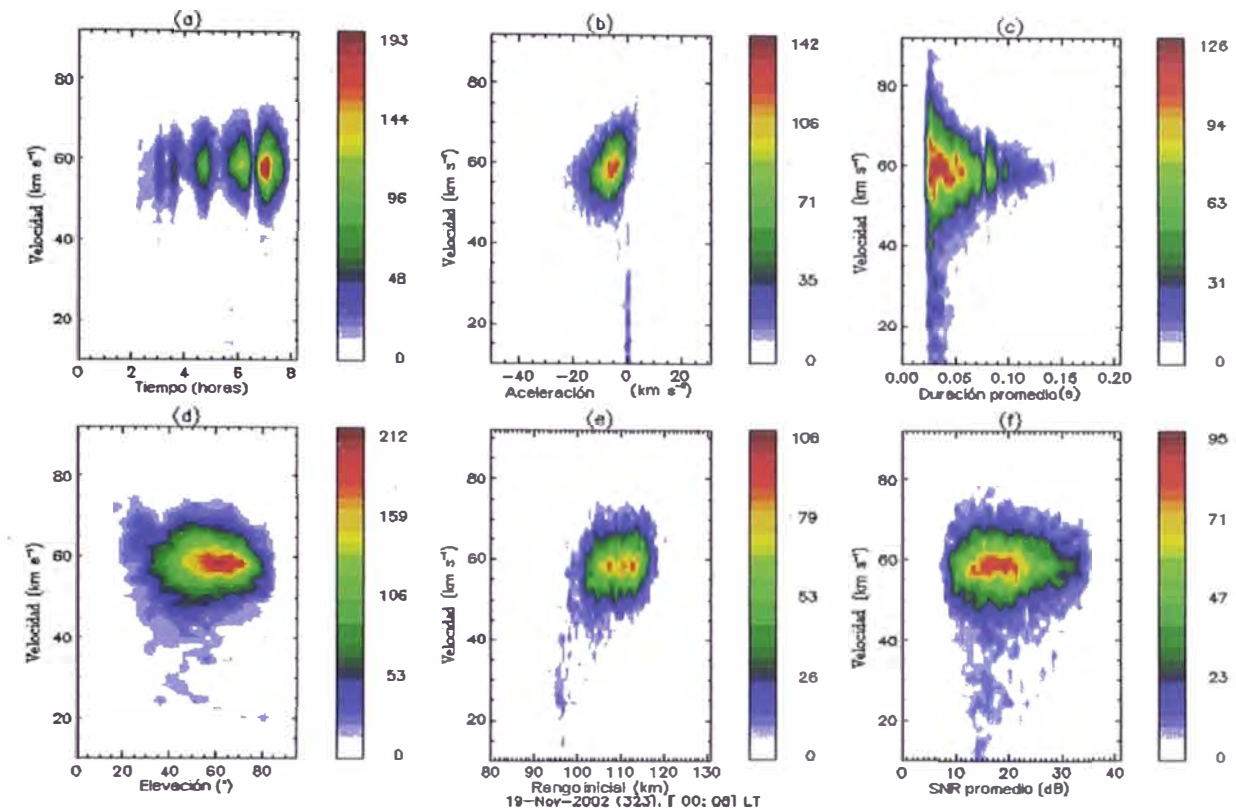 (a)
Velocidad (km s⁻¹)
80
60
40
20
0 2 4 6 8
Tiempo (horas)
193
144
96
48
0
(b)
Velocidad (km s⁻¹)
80
60
40
20
−40 −20 0 20
Aceleración (km s⁻²)
142
106
71
35
0
(c)
Velocidad (km s⁻¹)
80
60
40
20
0.00 0.05 0.10 0.15 0.20
Duración promedio(s)
126
94
63
31
0
(d)
Velocidad (km s⁻¹)
80
60
40
20
0 20 40 60 80
Elevación (°)
212
159
106
53
0
(e)
Velocidad (km s⁻¹)
80
60
40
20
80 90 100 110 120 130
Rango inicial (km)
106
79
53
26
0
(f)
Velocidad (km s⁻¹)
80
60
40
20
0 10 20 30 40
SNR promedio (dB)
95
71
47
23
0
19−Nov−2002 (323), [ 00; 08] LT